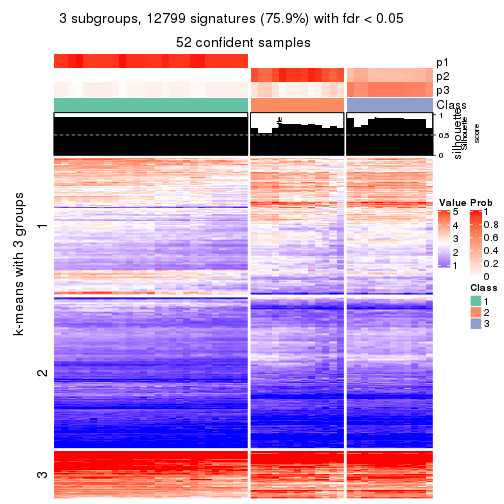 3 subgroups, 12799 signatures (75.9%) with fdr < 0.05
52 confident samples
p1
p2
p3
Class
1
0.5
0
silhouette
Silhouette
score
k-means with 3 groups
1
2
3
Value
5
4
3
2
1
Prob
1
0.8
0.6
0.4
0.2
0
Class
1
2
3